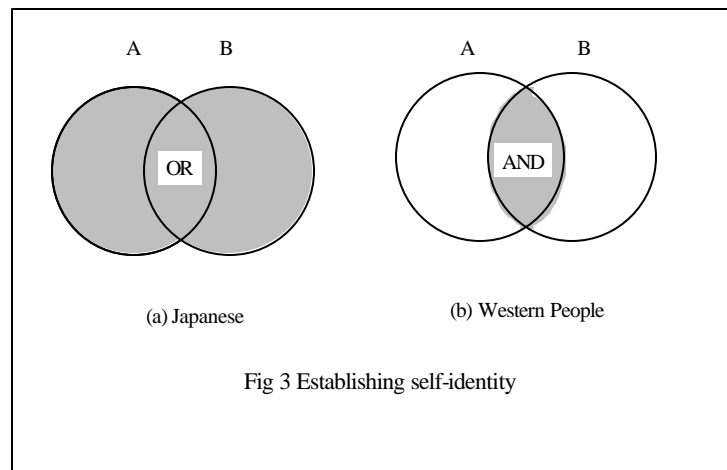 A B
A B
OR
AND
(a) Japanese
(b) Western People
Fig 3 Establishing self-identity